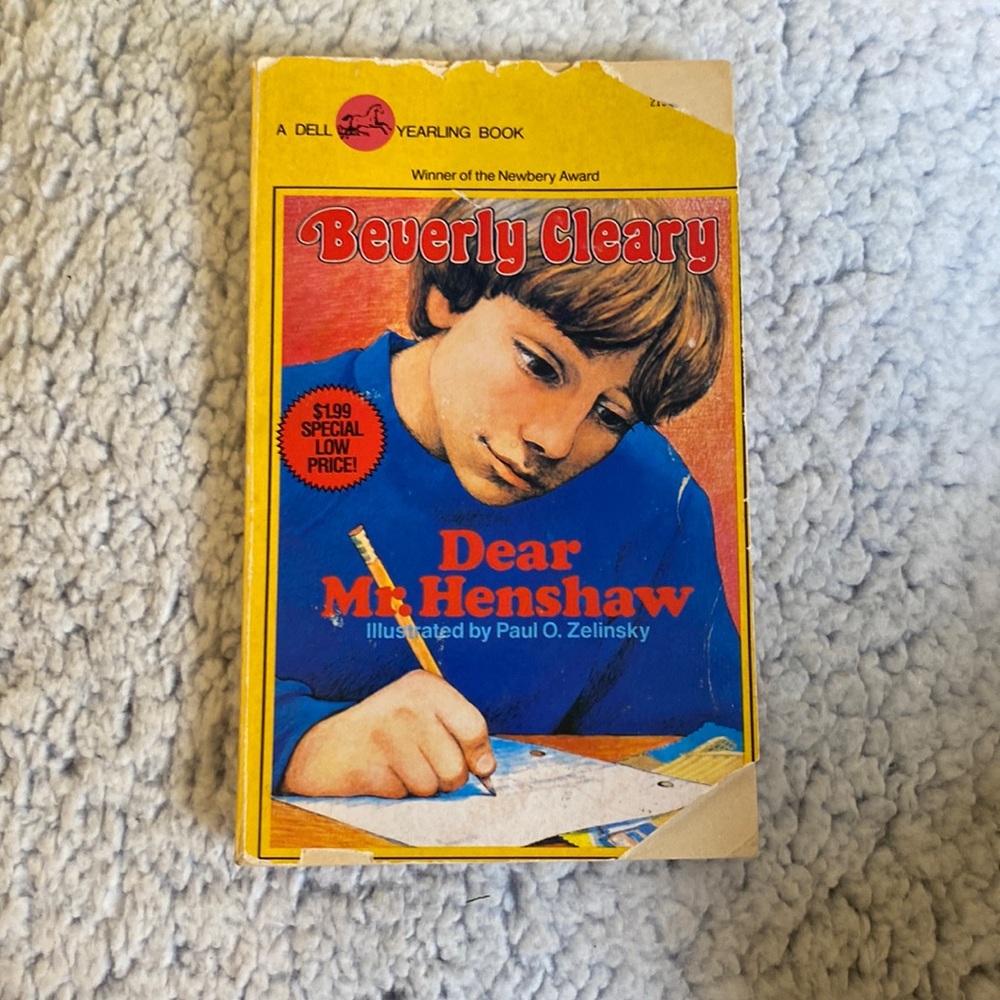 A DELL YEARLING BOOK
Winner of the Newbery Award
Beverly Cleary
$1.99
SPECIAL
LOW
PRICE!
Dear
Mr. Henshaw
Illustrated by Paul O. Zelinsky